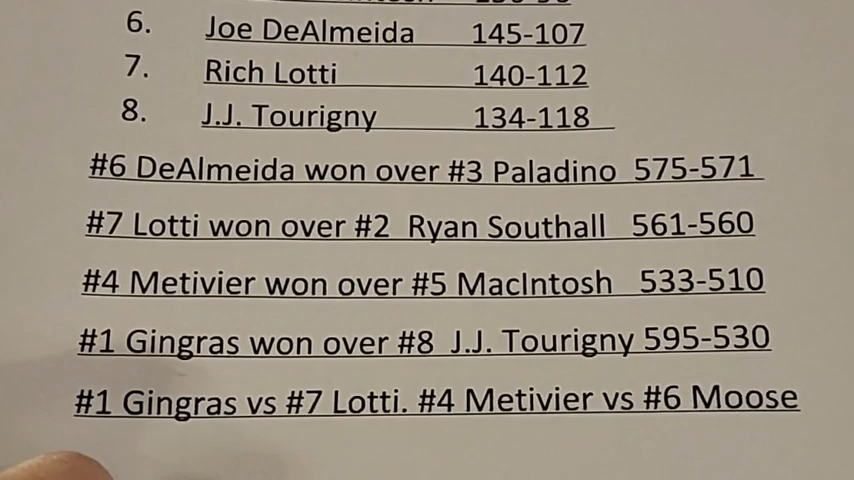 6. Joe DeAlmeida 145-107
7. Rich Lotti 140-112
8. J.J. Tourigny 134-118
#6 DeAlmeida won over #3 Paladino 575-571
#7 Lotti won over #2 Ryan Southall 561-560
#4 Metivier won over #5 MacIntosh 533-510
#1 Gingras won over #8 J.J. Tourigny 595-530
#1 Gingras vs #7 Lotti. #4 Metivier vs #6 Moose